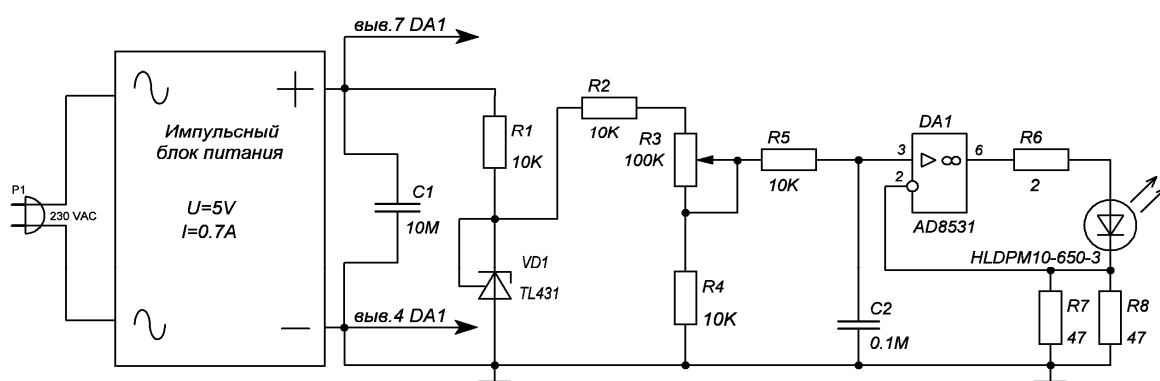 выв.7 DA1
P1
230 VAC
Импульсный
блок питания
U=5V
I=0.7A
C1
10M
R1
10K
VD1
TL431
выв.4 DA1
R2
10K
R3
100K
R4
10K
R5
10K
C2
0.1M
DA1
3
2
6
AD8531
R6
2
HLDPM10-650-3
R7
47
R8
47